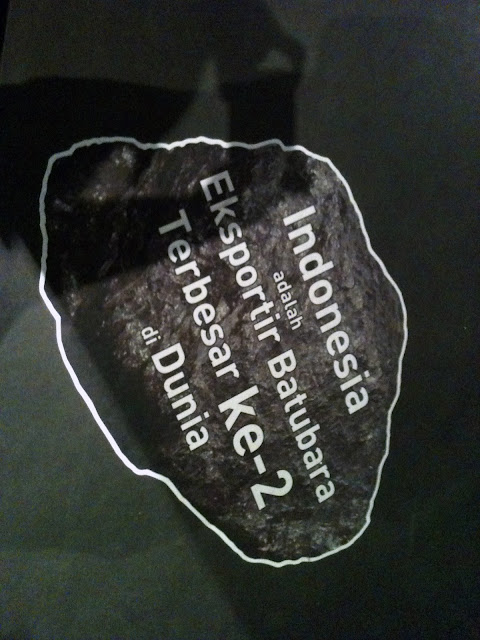 Indonesia
adalah
Eksportir Batubara
Terbesar ke-2
di Dunia